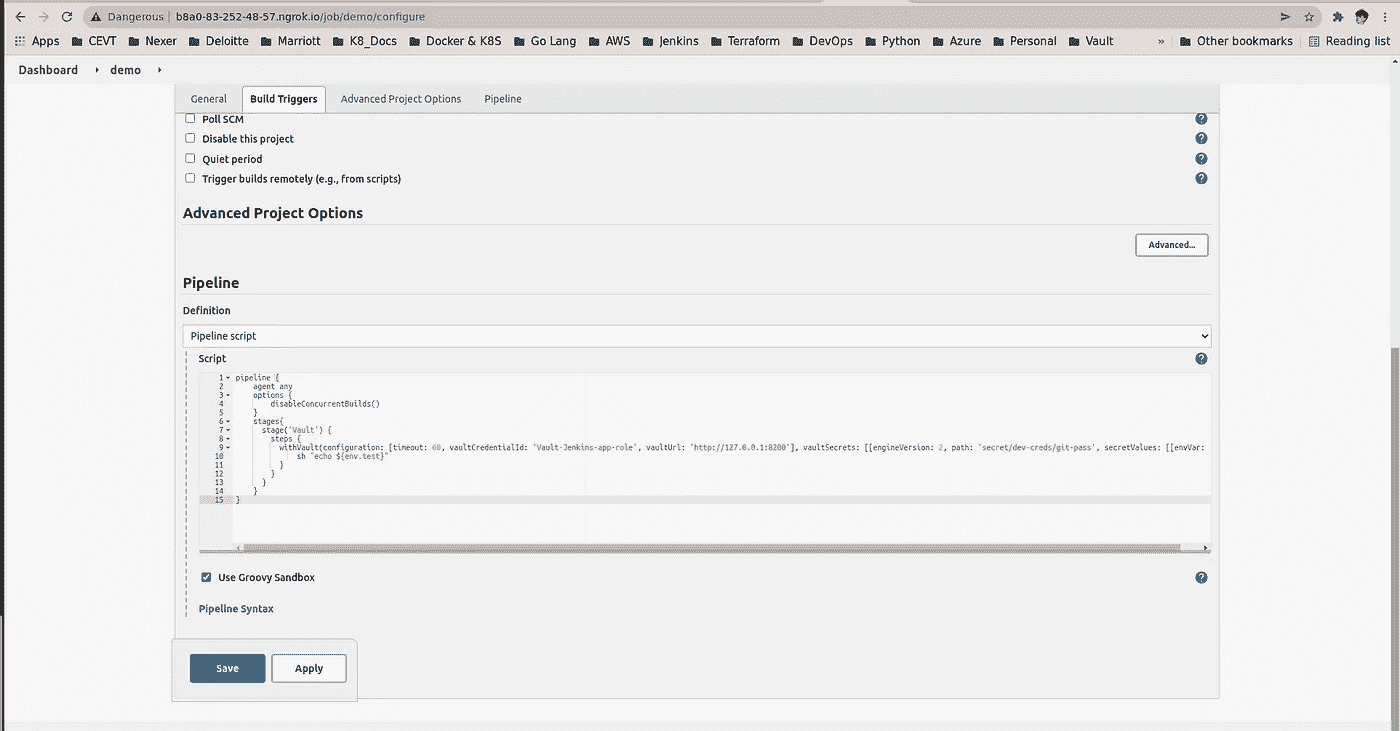 Dangerous | b8a0-83-252-48-57.ngrok.io/job/demo/configure
Apps CEVT Nexer Deloitte Marriott K8_Docs Docker & K8S Go Lang AWS Jenkins Terraform DevOps Python Azure Personal Vault » Other bookmarks Reading list
Dashboard demo
General Build Triggers Advanced Project Options Pipeline
Poll SCM ?
Disable this project ?
Quiet period ?
Trigger builds remotely (e.g., from scripts) ?
Advanced Project Options
Advanced...
Pipeline
Definition
Pipeline script
Script ?
1 pipeline {
2 agent any
3 options {
4 disableConcurrentBuilds()
5 }
6 stages{
7 stage('Vault') {
8 steps {
9 withVault(configuration: [timeout: 60, vaultCredentialId: 'Vault-Jenkins-app-role', vaultUrl: 'http://127.0.0.1:8200'], vaultSecrets: [[engineVersion: 2, path: 'secret/dev-creds/git-pass', secretValues: [[envVar:
10 sh "echo ${env.test}"
11 }
12 }
13 }
14 }
15 }
Use Groovy Sandbox ?
Pipeline Syntax
Save Apply